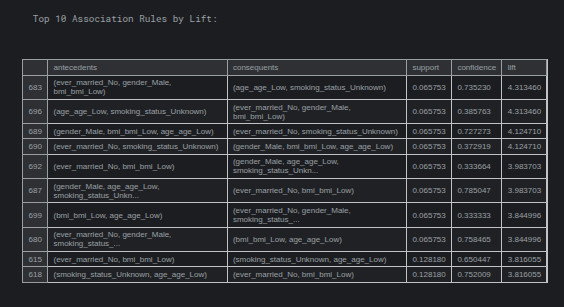 Top 10 Association Rules by Lift:
antecedents consequents support confidence lift
683 (ever_married_No, gender_Male, bmi_bmi_Low) (age_age_Low, smoking_status_Unknown) 0.065753 0.735230 4.313460
696 (age_age_Low, smoking_status_Unknown) (ever_married_No, gender_Male, bmi_bmi_Low) 0.065753 0.385763 4.313460
689 (gender_Male, bmi_bmi_Low, age_age_Low) (ever_married_No, smoking_status_Unknown) 0.065753 0.727273 4.124710
690 (ever_married_No, smoking_status_Unknown) (gender_Male, bmi_bmi_Low, age_age_Low) 0.065753 0.372919 4.124710
692 (ever_married_No, bmi_bmi_Low) (gender_Male, age_age_Low, smoking_status_Unkn... 0.065753 0.333664 3.983703
687 (gender_Male, age_age_Low, smoking_status_Unkn... (ever_married_No, bmi_bmi_Low) 0.065753 0.785047 3.983703
699 (bmi_bmi_Low, age_age_Low) (ever_married_No, gender_Male, smoking_status_... 0.065753 0.333333 3.844996
680 (ever_married_No, gender_Male, smoking_status_... (bmi_bmi_Low, age_age_Low) 0.065753 0.758465 3.844996
615 (ever_married_No, bmi_bmi_Low) (smoking_status_Unknown, age_age_Low) 0.128180 0.650447 3.816055
618 (smoking_status_Unknown, age_age_Low) (ever_married_No, bmi_bmi_Low) 0.128180 0.752009 3.816055